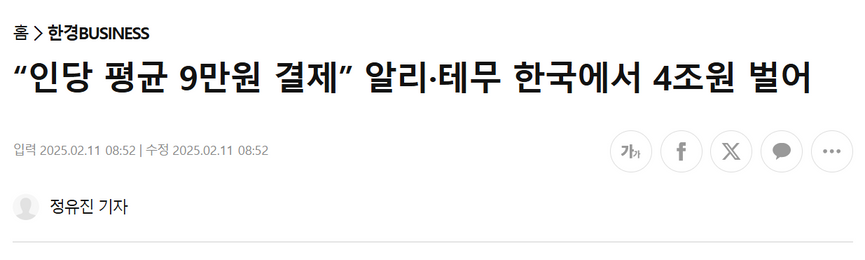 홈 > 한경BUSINESS
“인당 평균 9만원 결제” 알리·테무 한국에서 4조원 벌어
입력 2025.02.11 08:52 | 수정 2025.02.11 08:52
가가
정유진 기자